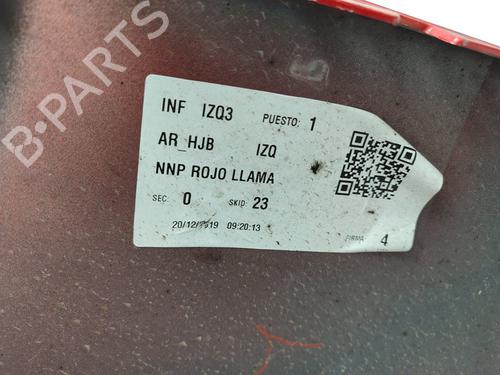 B-PARTS
INF IZQ3 PUESTO: 1
AR_HJB IZQ
NNP ROJO LLAMA
SEC: 0 SKID: 23
20/12/2019 09:20:13 FIRMA: 4